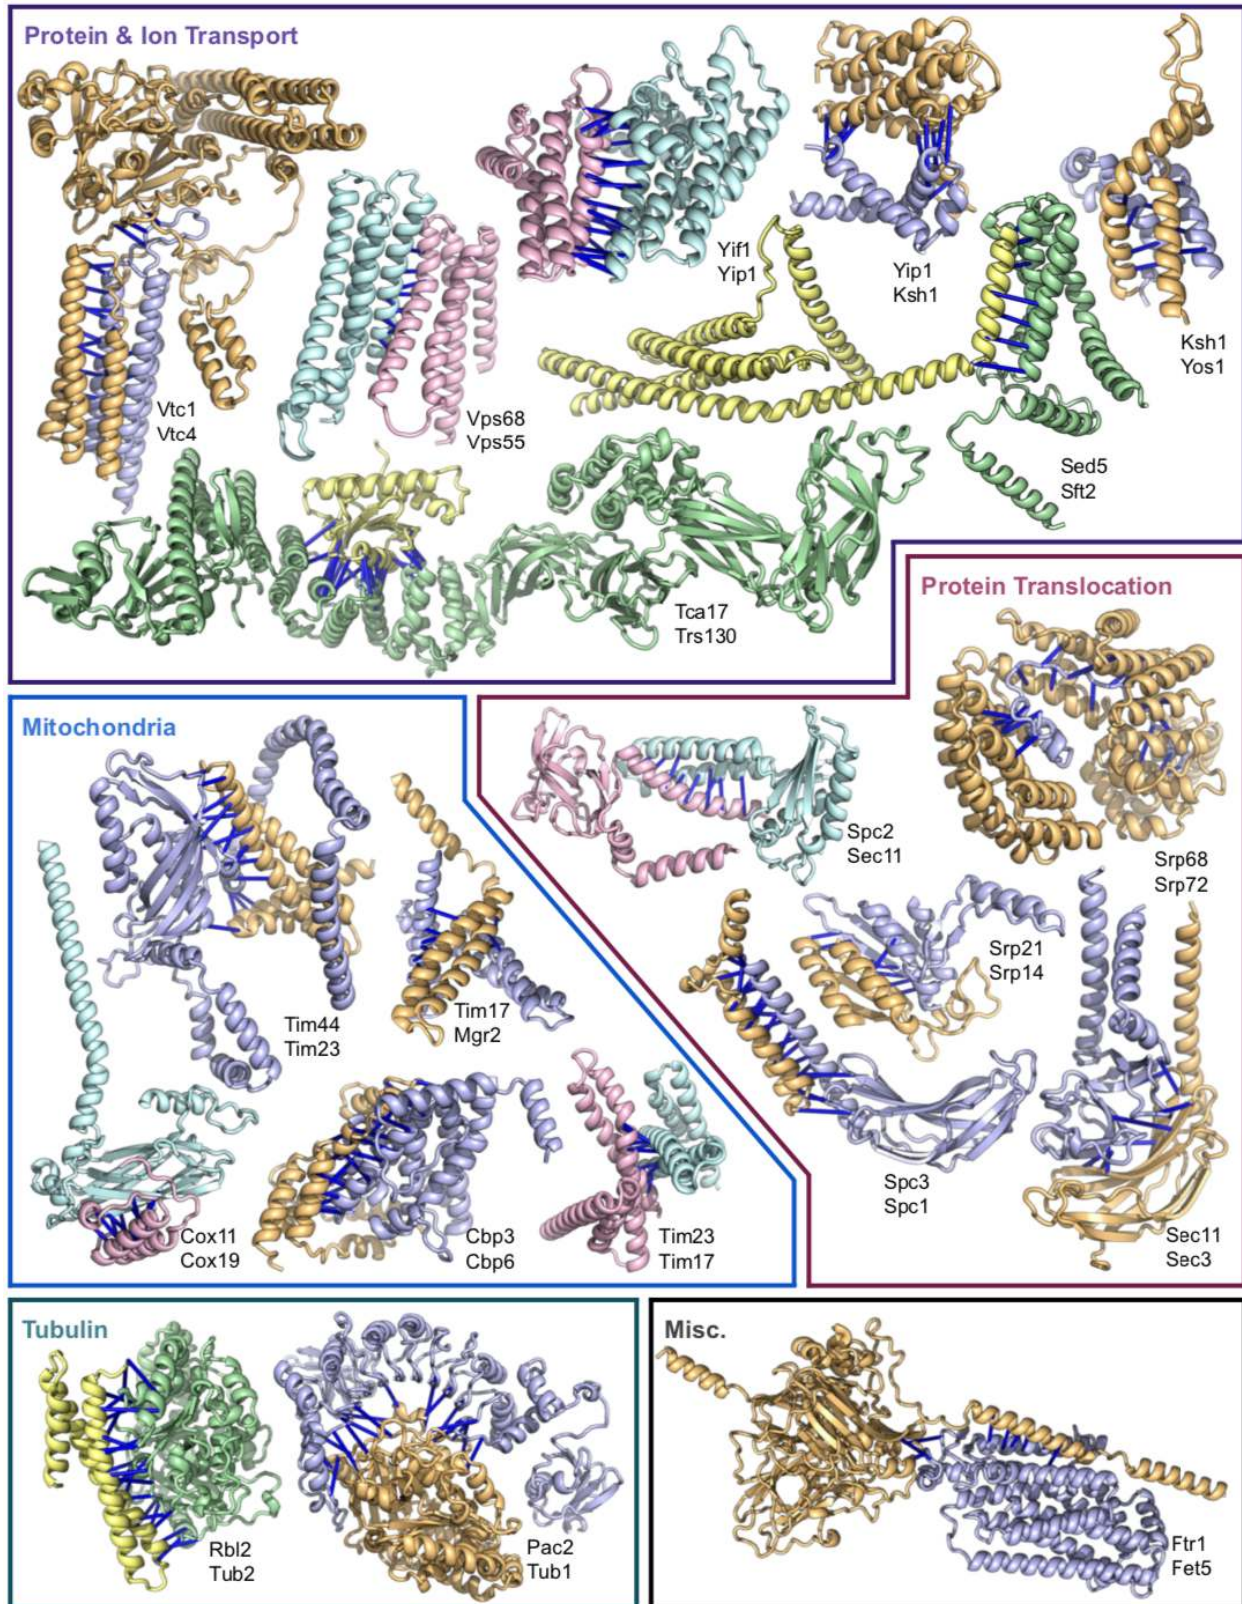 Protein & Ion Transport
Yif1
Yip1
Yip1
Ksh1
Ksh1
Yos1
Vtc1
Vtc4
Vps68
Vps55
Sed5
Sft2
Tca17
Trs130
Protein Translocation
Mitochondria
Spc2
Sec11
Srp68
Srp72
Srp21
Srp14
Tim44
Tim23
Tim17
Mgr2
Spc3
Spc1
Cox11
Cox19
Cbp3
Cbp6
Tim23
Tim17
Sec11
Sec3
Tubulin
Misc.
Rbl2
Tub2
Pac2
Tub1
Ftr1
Fet5